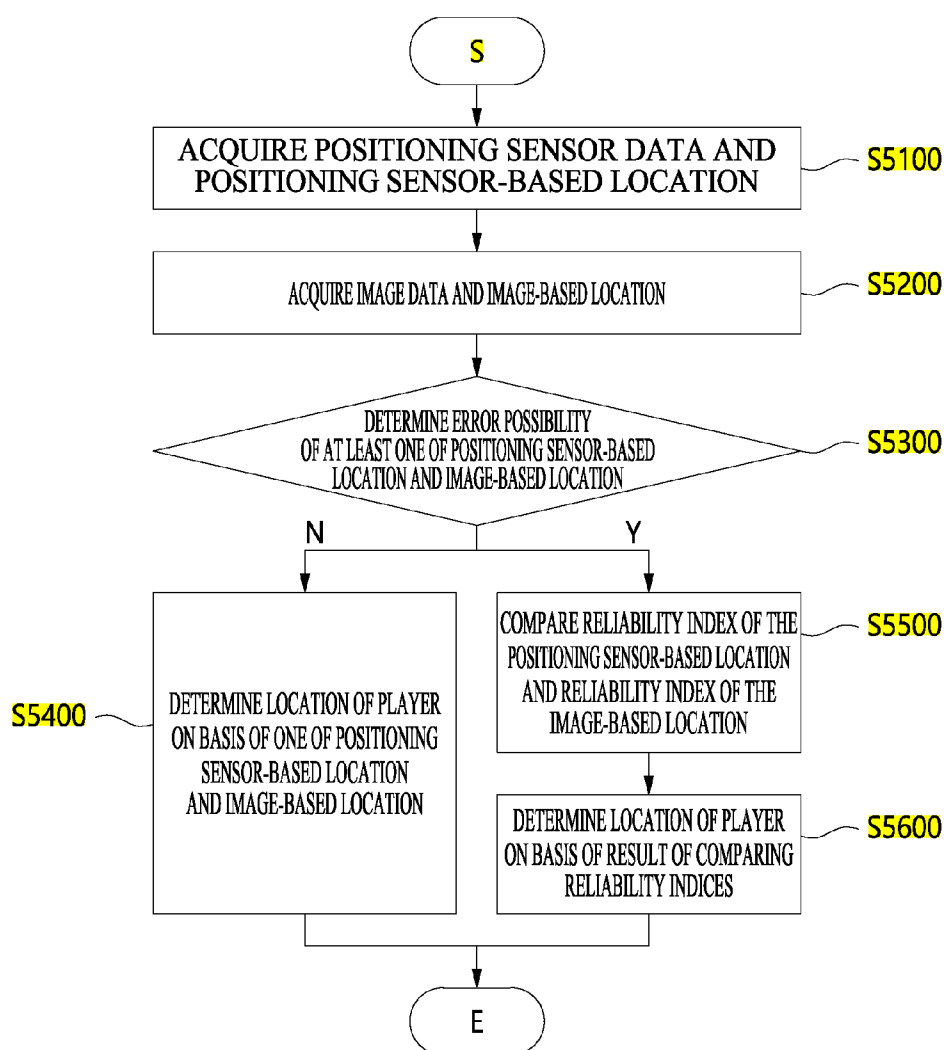 S
ACQUIRE POSITIONING SENSOR DATA AND
POSITIONING SENSOR-BASED LOCATION
S5100
ACQUIRE IMAGE DATA AND IMAGE-BASED LOCATION
S5200
DETERMINE ERROR POSSIBILITY
OF AT LEAST ONE OF POSITIONING SENSOR-BASED
LOCATION AND IMAGE-BASED LOCATION
S5300
N
Y
S5400
DETERMINE LOCATION OF PLAYER
ON BASIS OF ONE OF POSITIONING
SENSOR-BASED LOCATION
AND IMAGE-BASED LOCATION
COMPARE RELIABILITY INDEX OF THE
POSITIONING SENSOR-BASED LOCATION
AND RELIABILITY INDEX OF THE
IMAGE-BASED LOCATION
S5500
DETERMINE LOCATION OF PLAYER
ON BASIS OF RESULT OF COMPARING
RELIABILITY INDICES
S5600
E